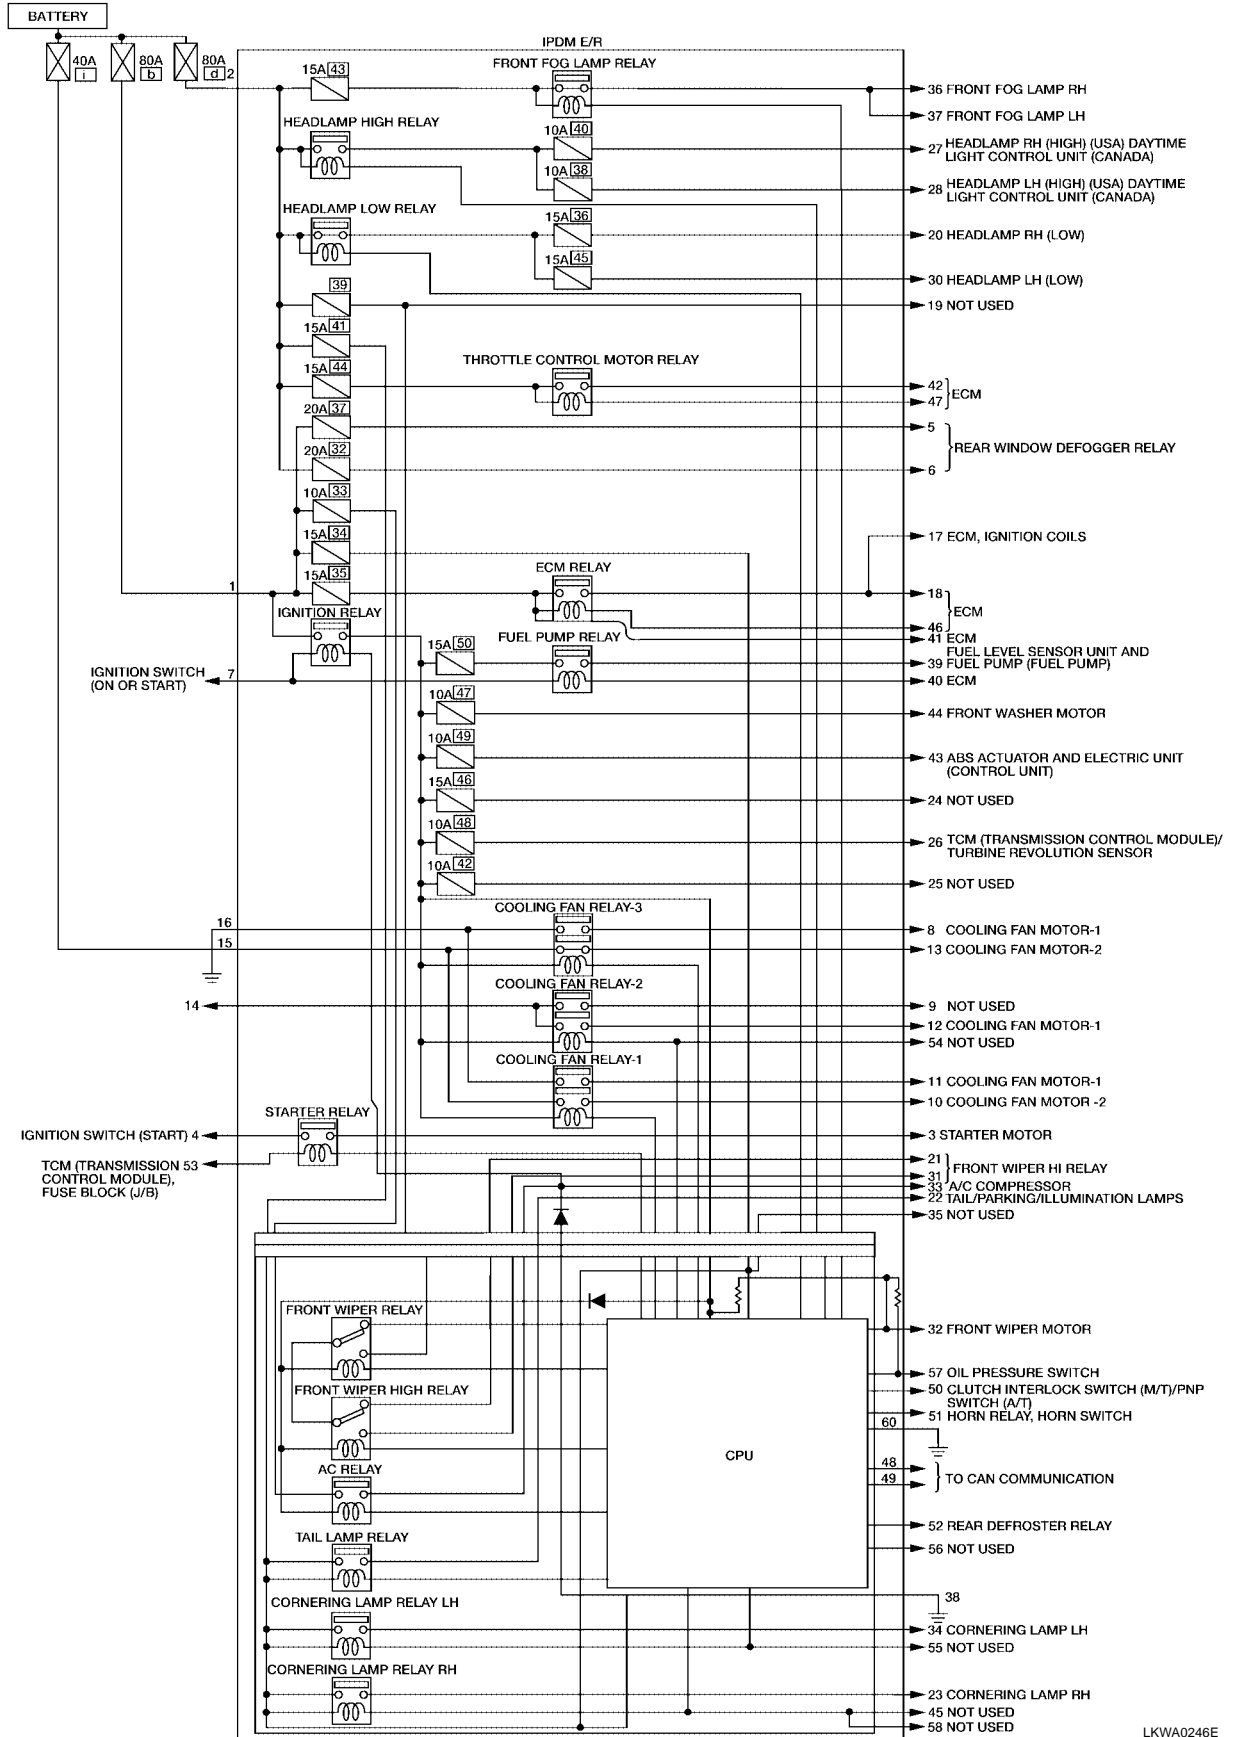 BATTERY
IPDM E/R
40A
i
80A
b
80A
d
2
15A 43
FRONT FOG LAMP RELAY
36 FRONT FOG LAMP RH
37 FRONT FOG LAMP LH
HEADLAMP HIGH RELAY
10A 40
27 HEADLAMP RH (HIGH) (USA) DAYTIME
LIGHT CONTROL UNIT (CANADA)
10A 38
28 HEADLAMP LH (HIGH) (USA) DAYTIME
LIGHT CONTROL UNIT (CANADA)
HEADLAMP LOW RELAY
15A 36
20 HEADLAMP RH (LOW)
15A 45
30 HEADLAMP LH (LOW)
39
19 NOT USED
15A 41
THROTTLE CONTROL MOTOR RELAY
15A 44
42
47
ECM
20A 37
5
REAR WINDOW DEFOGGER RELAY
20A 32
6
10A 33
15A 34
17 ECM, IGNITION COILS
15A 35
ECM RELAY
1
18
ECM
46
IGNITION RELAY
41 ECM
FUEL PUMP RELAY
15A 50
FUEL LEVEL SENSOR UNIT AND
39 FUEL PUMP (FUEL PUMP)
IGNITION SWITCH
(ON OR START)
7
40 ECM
10A 47
44 FRONT WASHER MOTOR
10A 49
43 ABS ACTUATOR AND ELECTRIC UNIT
(CONTROL UNIT)
15A 46
24 NOT USED
10A 48
26 TCM (TRANSMISSION CONTROL MODULE)/
TURBINE REVOLUTION SENSOR
10A 42
25 NOT USED
COOLING FAN RELAY-3
16
8 COOLING FAN MOTOR-1
15
13 COOLING FAN MOTOR-2
COOLING FAN RELAY-2
14
9 NOT USED
12 COOLING FAN MOTOR-1
54 NOT USED
COOLING FAN RELAY-1
11 COOLING FAN MOTOR-1
10 COOLING FAN MOTOR -2
STARTER RELAY
IGNITION SWITCH (START) 4
3 STARTER MOTOR
TCM (TRANSMISSION 53
CONTROL MODULE),
FUSE BLOCK (J/B)
21
31
FRONT WIPER HI RELAY
33 A/C COMPRESSOR
22 TAIL/PARKING/ILLUMINATION LAMPS
35 NOT USED
FRONT WIPER RELAY
32 FRONT WIPER MOTOR
57 OIL PRESSURE SWITCH
FRONT WIPER HIGH RELAY
50 CLUTCH INTERLOCK SWITCH (M/T)/PNP
SWITCH (A/T)
51 HORN RELAY, HORN SWITCH
60
CPU
AC RELAY
48
49
TO CAN COMMUNICATION
52 REAR DEFROSTER RELAY
TAIL LAMP RELAY
56 NOT USED
38
CORNERING LAMP RELAY LH
34 CORNERING LAMP LH
55 NOT USED
CORNERING LAMP RELAY RH
23 CORNERING LAMP RH
45 NOT USED
58 NOT USED
LKWA0246E